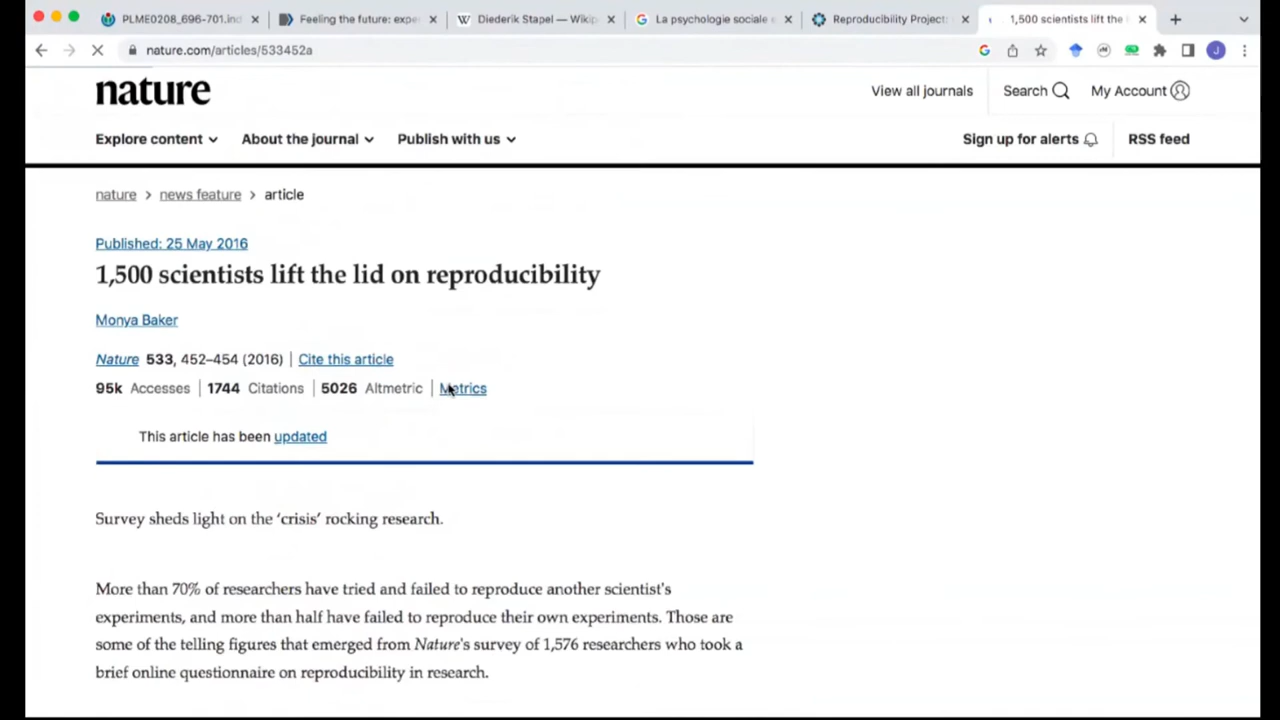 PLME0208_696-701.ind
Feeling the future: expe
Diederik Stapel — Wikip
La psychologie sociale e
Reproducibility Project:
1,500 scientists lift the l
nature.com/articles/533452a
nature
View all journals
Search
My Account
Explore content
About the journal
Publish with us
Sign up for alerts
RSS feed
nature > news feature > article
Published: 25 May 2016
1,500 scientists lift the lid on reproducibility
Monya Baker
Nature 533, 452–454 (2016) | Cite this article
95k Accesses | 1744 Citations | 5026 Altmetric | Metrics
This article has been updated
Survey sheds light on the ‘crisis’ rocking research.
More than 70% of researchers have tried and failed to reproduce another scientist's
experiments, and more than half have failed to reproduce their own experiments. Those are
some of the telling figures that emerged from Nature's survey of 1,576 researchers who took a
brief online questionnaire on reproducibility in research.